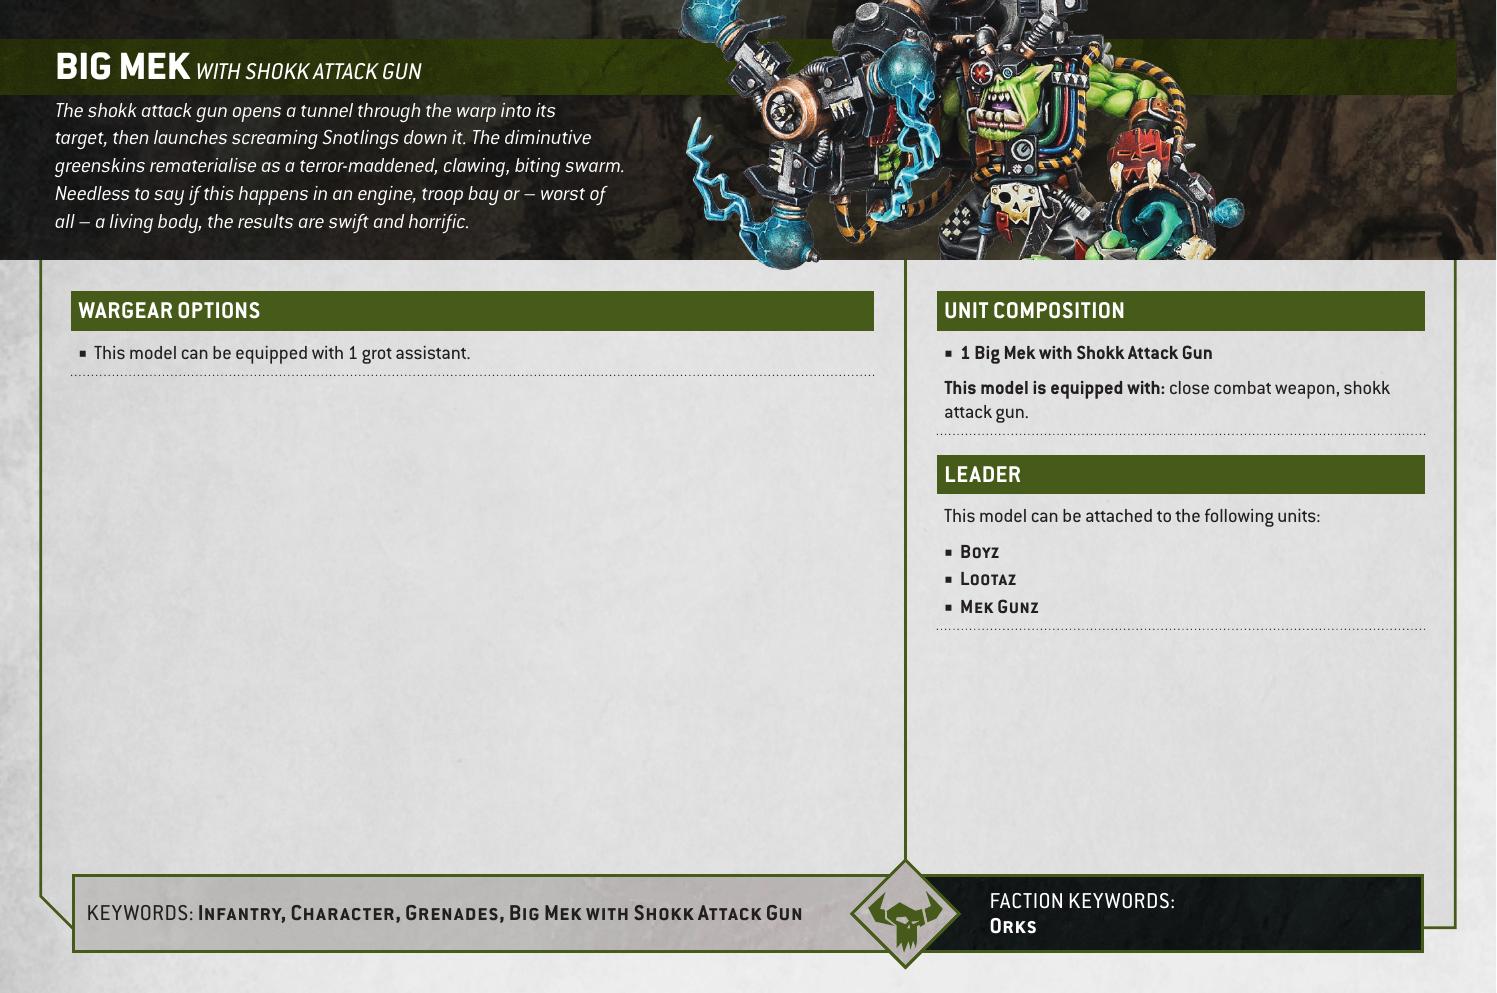 BIG MEK WITH SHOKK ATTACK GUN
The shokk attack gun opens a tunnel through the warp into its
target, then launches screaming Snotlings down it. The diminutive
greenskins rematerialise as a terror-maddened, clawing, biting swarm.
Needless to say if this happens in an engine, troop bay or – worst of
all – a living body, the results are swift and horrific.
WARGEAR OPTIONS
▪ This model can be equipped with 1 grot assistant.
UNIT COMPOSITION
▪ 1 Big Mek with Shokk Attack Gun
This model is equipped with: close combat weapon, shokk
attack gun.
LEADER
This model can be attached to the following units:
▪ Boyz
▪ Lootaz
▪ Mek Gunz
KEYWORDS: Infantry, Character, Grenades, Big Mek with Shokk Attack Gun
FACTION KEYWORDS:
Orks